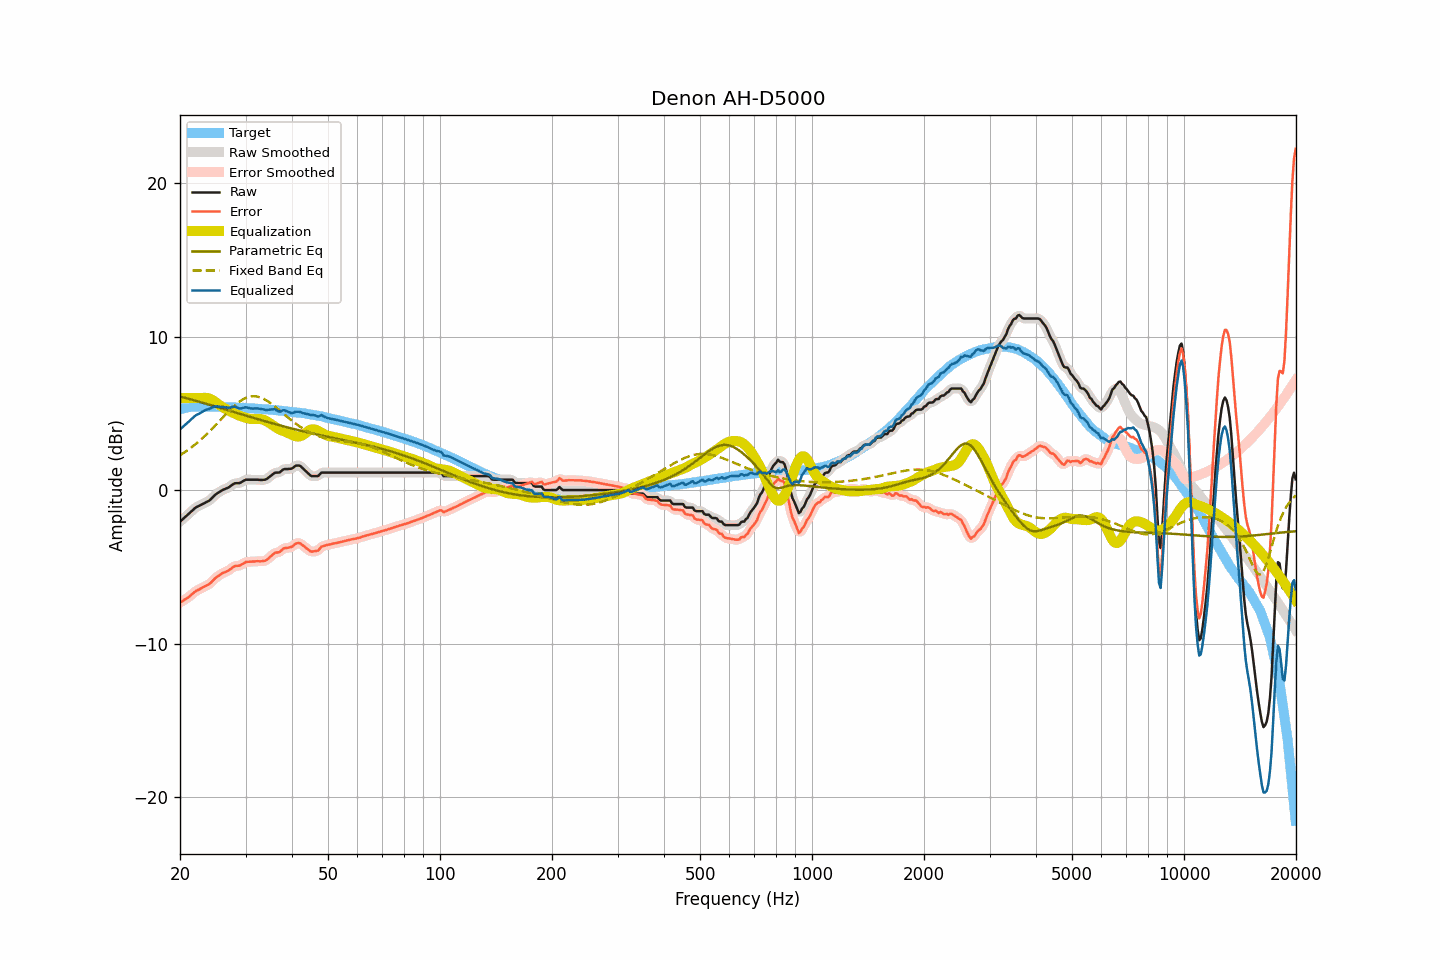 Denon AH-D5000
Target
Raw Smoothed
Error Smoothed
Raw
Error
Equalization
Parametric Eq
Fixed Band Eq
Equalized
Amplitude (dBr)
20
10
0
−10
−20
20 50 100 200 500 1000 2000 5000 10000 20000
Frequency (Hz)